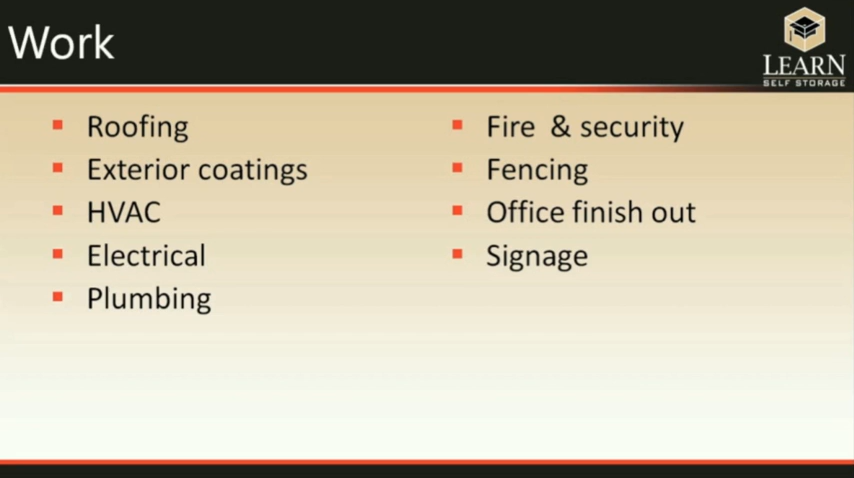 Work
LEARN
SELF STORAGE
Roofing
Exterior coatings
HVAC
Electrical
Plumbing
Fire & security
Fencing
Office finish out
Signage